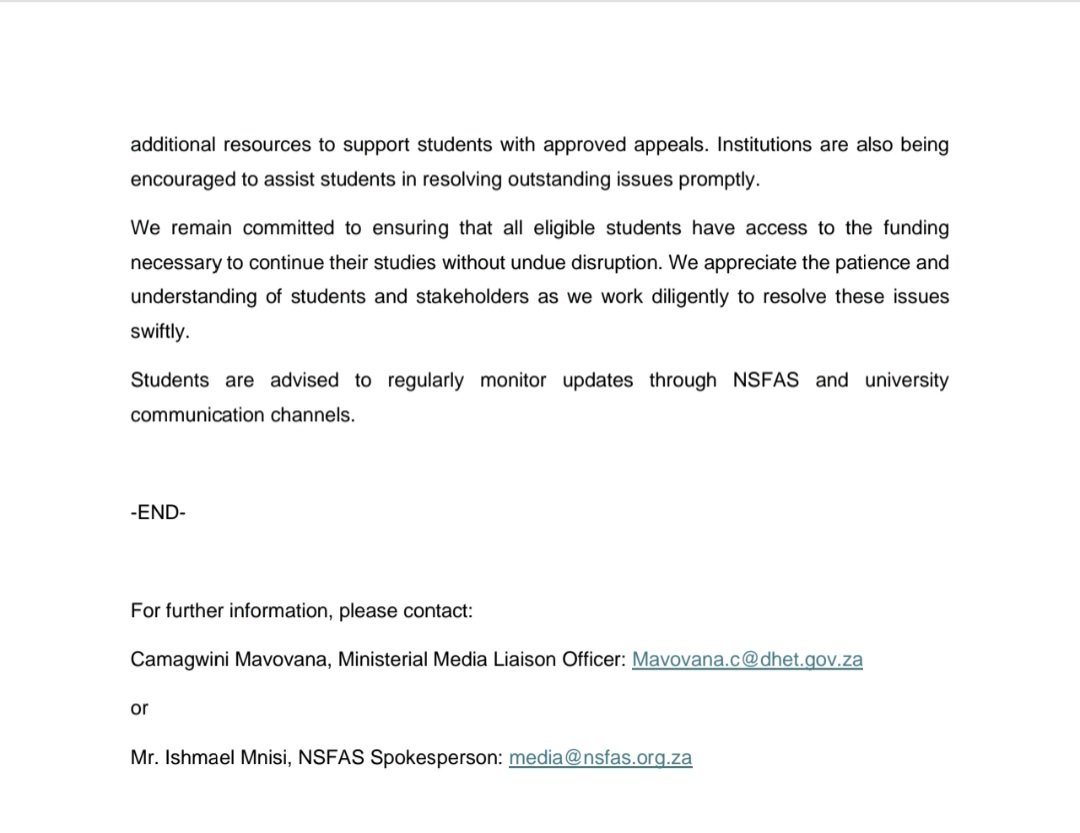 additional resources to support students with approved appeals. Institutions are also being
encouraged to assist students in resolving outstanding issues promptly.
We remain committed to ensuring that all eligible students have access to the funding
necessary to continue their studies without undue disruption. We appreciate the patience and
understanding of students and stakeholders as we work diligently to resolve these issues
swiftly.
Students are advised to regularly monitor updates through NSFAS and university
communication channels.
-END-
For further information, please contact:
Camagwini Mavovana, Ministerial Media Liaison Officer: Mavovana.c@dhet.gov.za
or
Mr. Ishmael Mnisi, NSFAS Spokesperson: media@nsfas.org.za